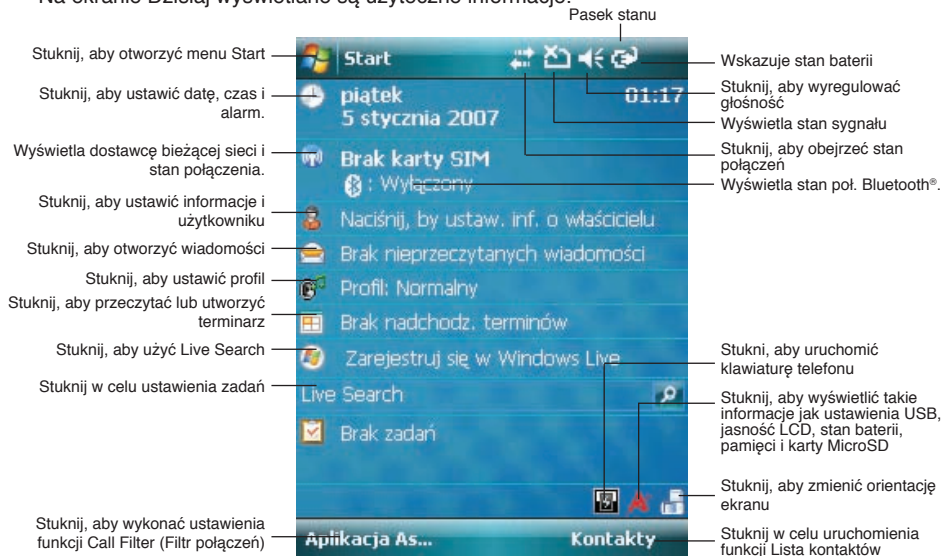 Na ekranie Dzisiaj wyświetlane są użyteczne informacje.
Pasek stanu
Stuknij, aby otworzyć menu Start
Stuknij, aby ustawić datę, czas i
alarm.
Wyświetla dostawcę bieżącej sieci i
stan połączenia.
Stuknij, aby ustawić informacje i
użytkowniku
Stuknij, aby otworzyć wiadomości
Stuknij, aby ustawić profil
Stuknij, aby przeczytać lub utworzyć
terminarz
Stuknij, aby użyć Live Search
Stuknij w celu ustawienia zadań
Stuknij, aby wykonać ustawienia
funkcji Call Filter (Filtr połączeń)
Start
piątek 01:17
5 stycznia 2007
Brak karty SIM
: Wyłączony
Naciśnij, by ustaw. inf. o właścicielu
Brak nieprzeczytanych wiadomości
Profil: Normalny
Brak nadchodz. terminów
Zarejestruj się w Windows Live
Live Search
Brak zadań
Aplikacja As... Kontakty
Wskazuje stan baterii
Stuknij, aby wyregulować
głośność
Wyświetla stan sygnału
Stuknij, aby obejrzeć stan
połączeń
Wyświetla stan poł. Bluetooth®.
Stukni, aby uruchomić
klawiaturę telefonu
Stuknij, aby wyświetlić takie
informacje jak ustawienia USB,
jasność LCD, stan baterii,
pamięci i karty MicroSD
Stuknij, aby zmienić orientację
ekranu
Stuknij w celu uruchomienia
funkcji Lista kontaktów